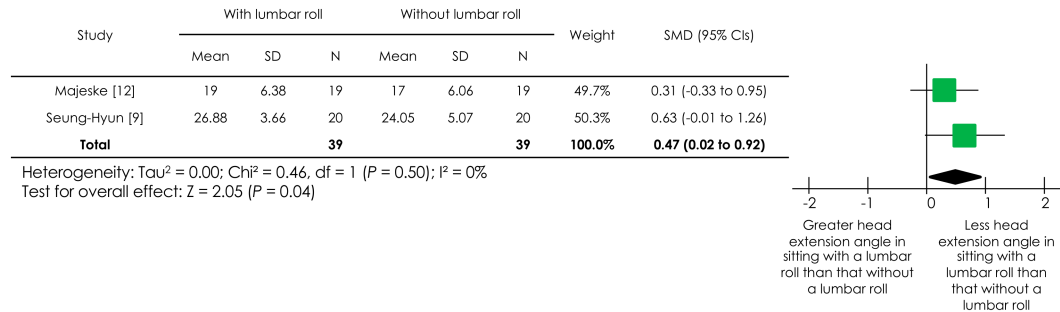 With lumbar roll Without lumbar roll
Study Weight SMD (95% CIs)
Mean SD N Mean SD N
Majeske [12] 19 6.38 19 17 6.06 19 49.7% 0.31 (-0.33 to 0.95)
Seung-Hyun [9] 26.88 3.66 20 24.05 5.07 20 50.3% 0.63 (-0.01 to 1.26)
Total 39 39 100.0% 0.47 (0.02 to 0.92)
Heterogeneity: Tau² = 0.00; Chi² = 0.46, df = 1 (P = 0.50); I² = 0%
Test for overall effect: Z = 2.05 (P = 0.04)
-2 -1 0 1 2
Greater head
extension angle in
sitting with a lumbar
roll than that without
a lumbar roll
Less head
extension angle in
sitting with a
lumbar roll than
that without a
lumbar roll